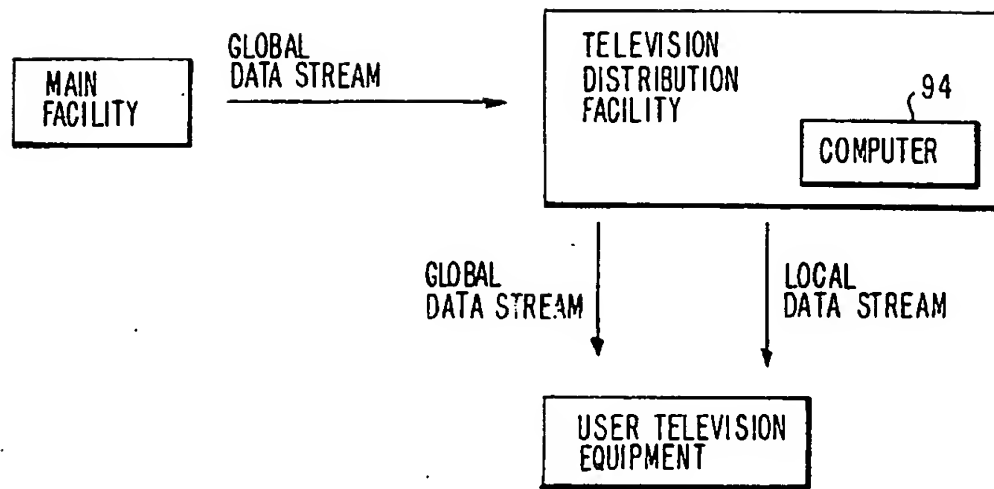 MAIN
FACILITY
GLOBAL
DATA STREAM
TELEVISION
DISTRIBUTION
FACILITY
94
COMPUTER
GLOBAL
DATA STREAM
LOCAL
DATA STREAM
USER TELEVISION
EQUIPMENT